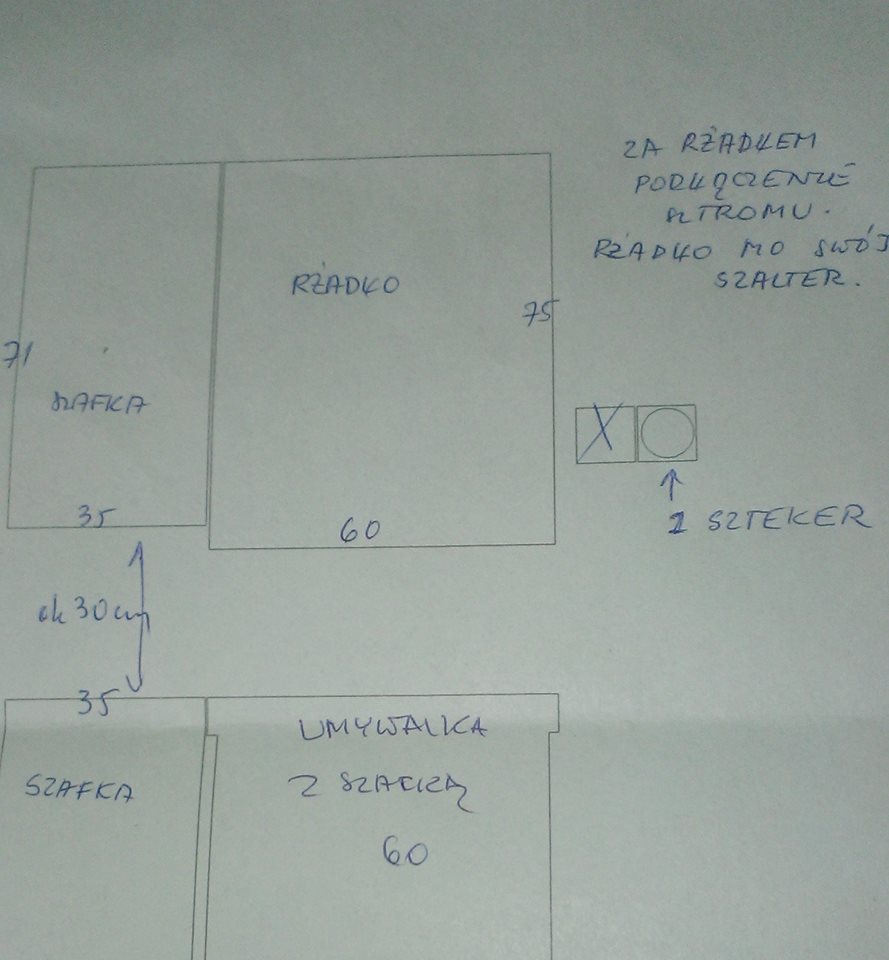 ZA RŻADKEM
PODŁĄCZENIE
SZTROMU.
RŻADKO MO SWÓJ
SZALTER.
RŻADKO
75
71
SZAFKA
35
60
1 SZTEKER
ok 30 cm
35
UMYWALKA
Z SZAFKĄ
60
SZAFKA